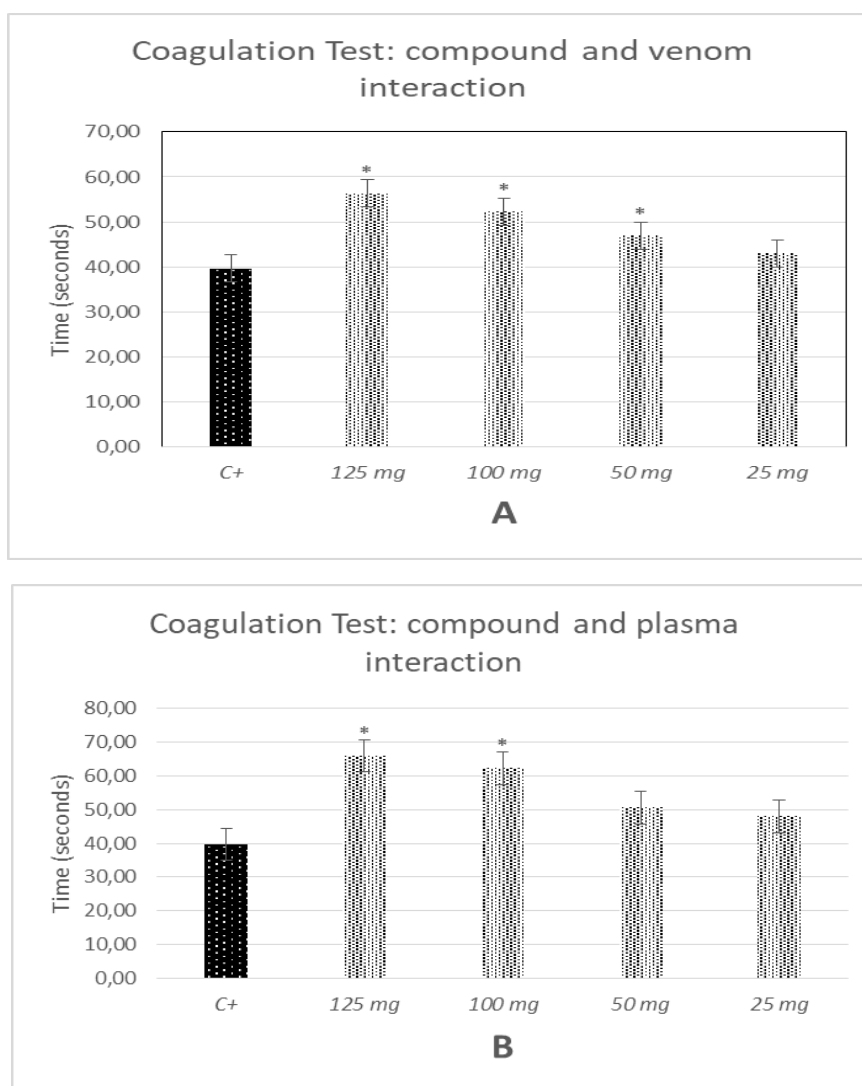 Coagulation Test: compound and venom
interaction
Time (seconds)
70,00
60,00
50,00
40,00
30,00
20,00
10,00
0,00
*
*
*
C+ 125 mg 100 mg 50 mg 25 mg
A
Coagulation Test: compound and plasma
interaction
Time (seconds)
80,00
70,00
60,00
50,00
40,00
30,00
20,00
10,00
0,00
*
*
C+ 125 mg 100 mg 50 mg 25 mg
B